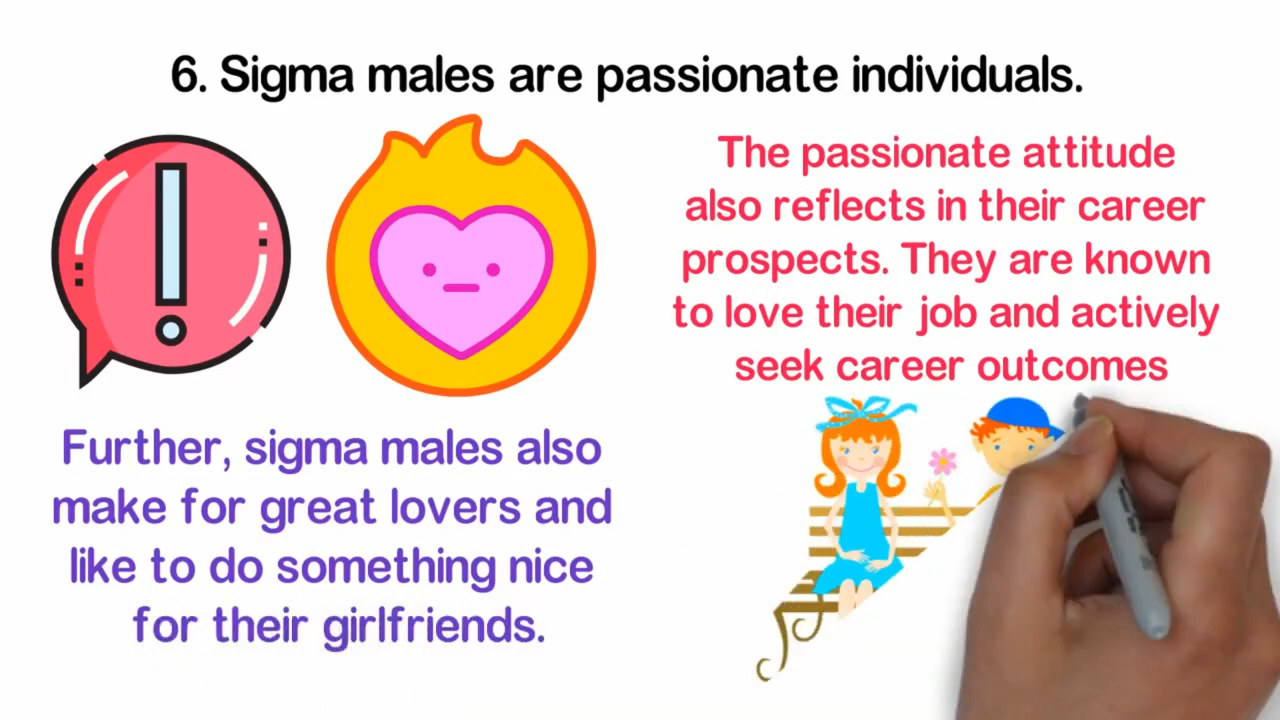 6. Sigma males are passionate individuals.
The passionate attitude
also reflects in their career
prospects. They are known
to love their job and actively
seek career outcomes
Further, sigma males also
make for great lovers and
like to do something nice
for their girlfriends.